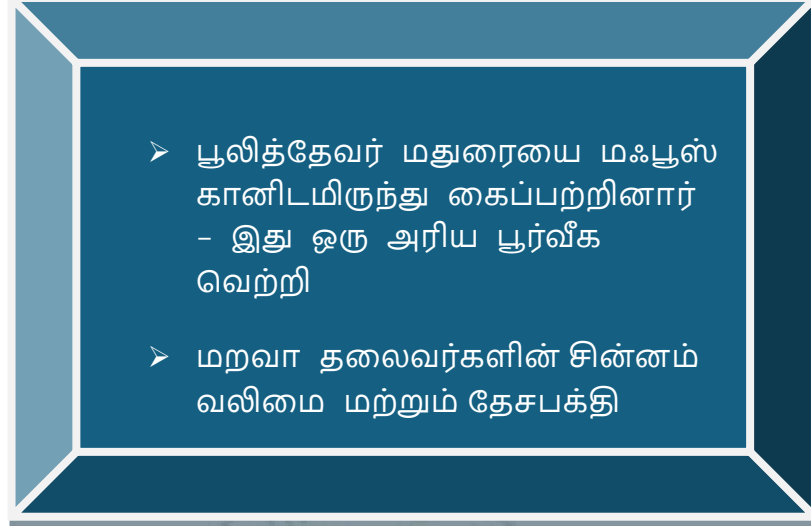 ➢ பூலித்தேவர் மதுரையை மஃபூஸ்
கானிடமிருந்து கைப்பற்றினார்
– இது ஒரு அரிய பூர்வீக
வெற்றி
➢ மறவா தலைவர்களின் சின்னம்
வலிமை மற்றும் தேசபக்தி